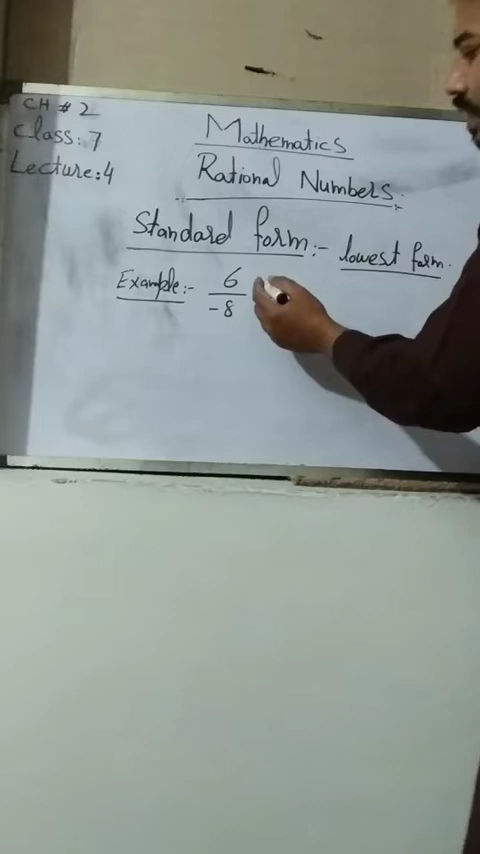 CH # 2
Class: 7
Lecture: 4
Mathematics
Rational Numbers:
Standard form:- lowest form.
Example:- 6/-8